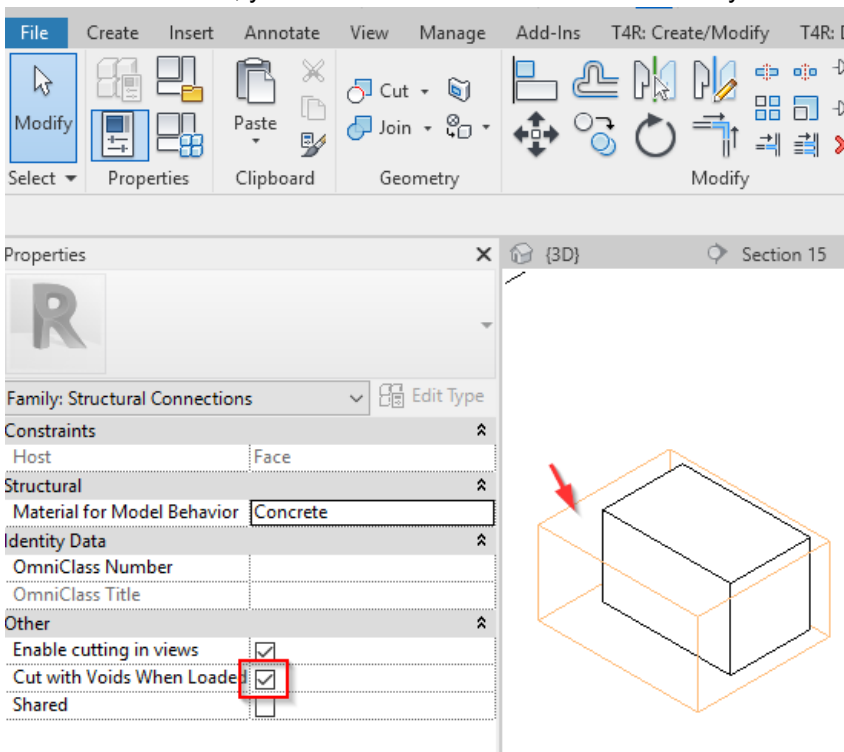 File Create Insert Annotate View Manage Add-Ins T4R: Create/Modify T4R:
Modify Paste Cut Join
Select Properties Clipboard Geometry Modify
Properties {3D} Section 15
R
Family: Structural Connections Edit Type
Constraints
Host Face
Structural
Material for Model Behavior Concrete
Identity Data
OmniClass Number
OmniClass Title
Other
Enable cutting in views
Cut with Voids When Loaded
Shared